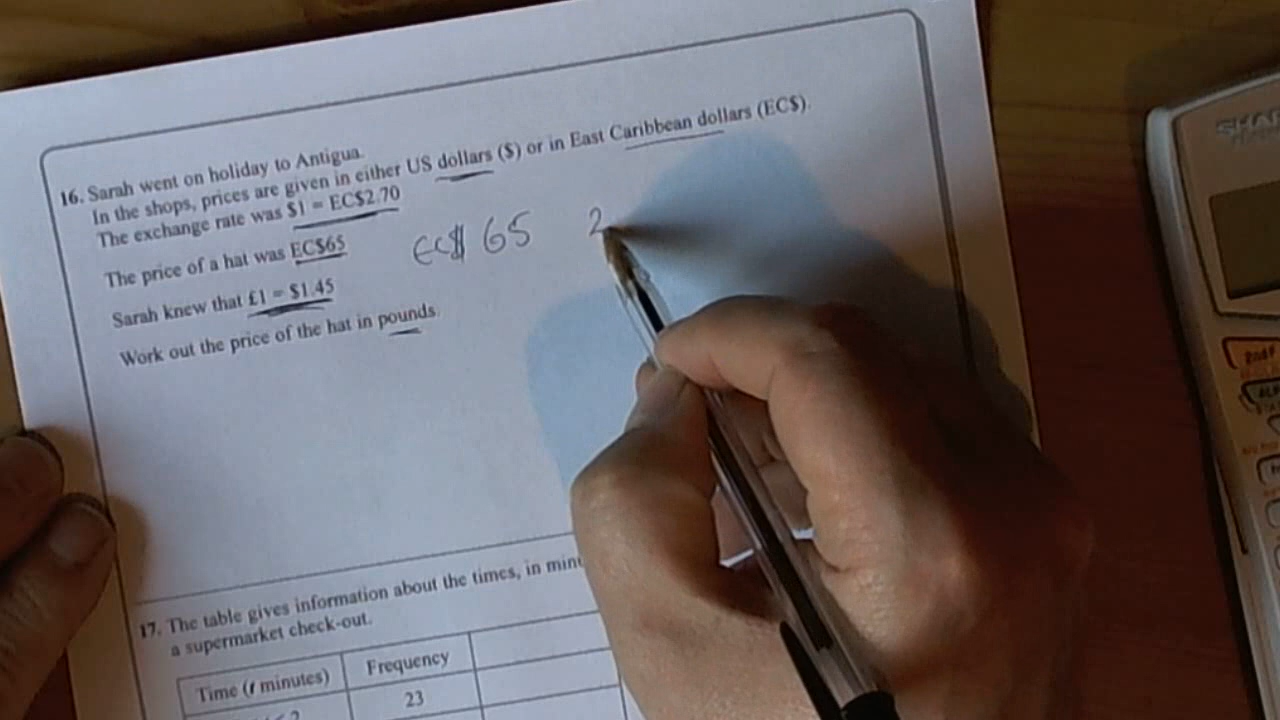 16. Sarah went on holiday to Antigua.
In the shops, prices are given in either US dollars ($) or in East Caribbean dollars (EC$).
The exchange rate was $1 = EC$2.70
The price of a hat was EC$65
EC$ 65 2
Sarah knew that £1 = $1.45
Work out the price of the hat in pounds.
17. The table gives information about the times, in
a supermarket check-out.
Time (t minutes) Frequency
23
SHAR